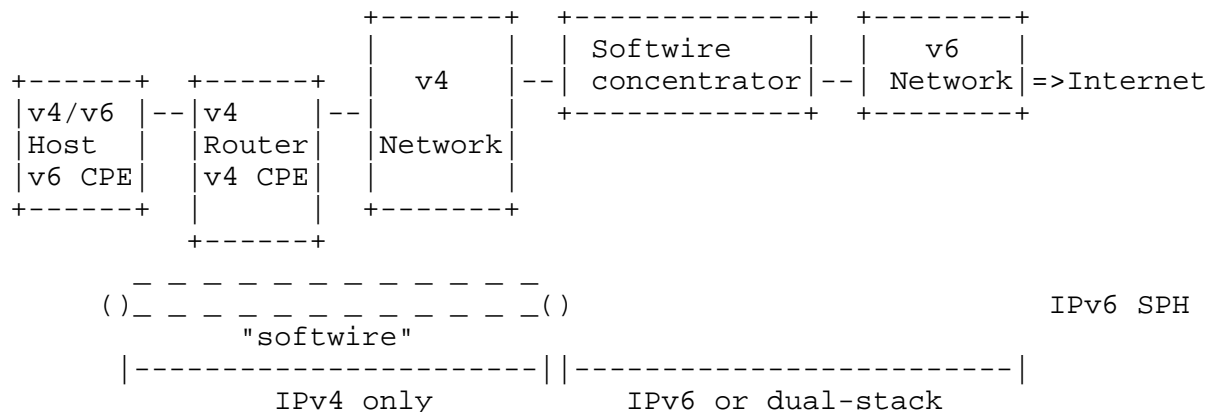 Softwire v6
v4 concentrator Network =>Internet
v4/v6 v4
Host Router Network
v6 CPE v4 CPE
IPv6 SPH
"softwire"
IPv4 only IPv6 or dual-stack